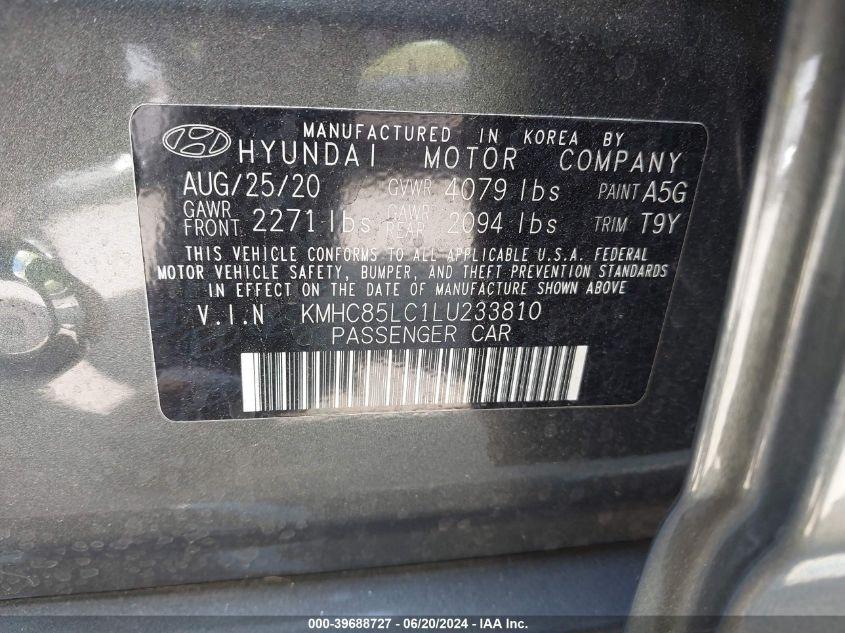 MANUFACTURED IN KOREA BY
HYUNDAI MOTOR COMPANY
AUG/25/20 GVWR 4079 lbs PAINT A5G
GAWR FRONT 2271 lbs GAWR REAR 2094 lbs TRIM T9Y
THIS VEHICLE CONFORMS TO ALL APPLICABLE U.S.A. FEDERAL
MOTOR VEHICLE SAFETY, BUMPER, AND THEFT PREVENTION STANDARDS
IN EFFECT ON THE DATE OF MANUFACTURE SHOWN ABOVE
V.I.N KMHC85LC1LU233810
PASSENGER CAR
000-39688727 - 06/20/2024 - IAA Inc.